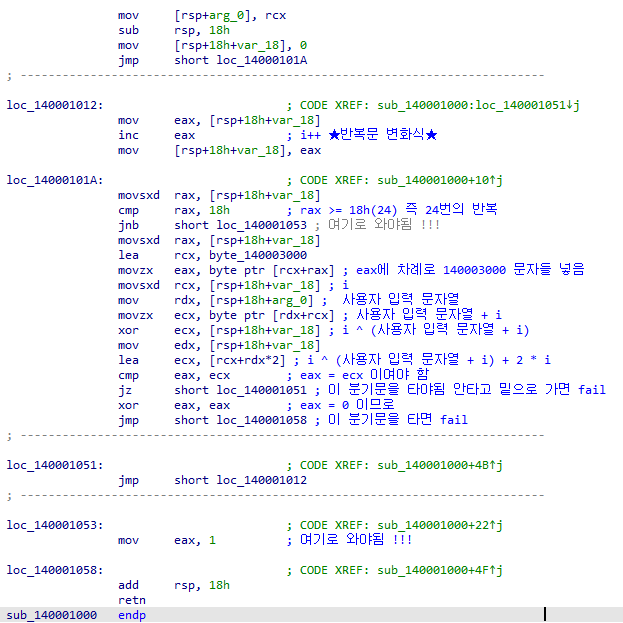 mov     [rsp+arg_0], rcx
sub     rsp, 18h
mov     [rsp+18h+var_18], 0
jmp     short loc_14000101A
; ---------------------------------------------------------------------------
loc_140001012:                          ; CODE XREF: sub_140001000:loc_140001051↓j
mov     eax, [rsp+18h+var_18]
inc     eax             ; i++ ★반복문 변화식★
mov     [rsp+18h+var_18], eax
loc_14000101A:                          ; CODE XREF: sub_140001000+10↑j
movsxd  rax, [rsp+18h+var_18]
cmp     rax, 18h        ; rax >= 18h(24) 즉 24번의 반복
jnb     short loc_140001053 ; 여기로 와야됨 !!!
movsxd  rax, [rsp+18h+var_18]
lea     rcx, byte_140003000
movzx   eax, byte ptr [rcx+rax] ; eax에 차례로 140003000 문자들 넣음
movsxd  rcx, [rsp+18h+var_18] ; i
mov     rdx, [rsp+18h+arg_0] ;  사용자 입력 문자열
movzx   ecx, byte ptr [rdx+rcx] ; 사용자 입력 문자열 + i
xor     ecx, [rsp+18h+var_18] ; i ^ (사용자 입력 문자열 + i)
mov     edx, [rsp+18h+var_18]
lea     ecx, [rcx+rdx*2] ; i ^ (사용자 입력 문자열 + i) + 2 * i
cmp     eax, ecx        ; eax = ecx 이여야 함
jz      short loc_140001051 ; 이 분기문을 타야됨 안타고 밑으로 가면 fail
xor     eax, eax        ; eax = 0 이므로
jmp     short loc_140001058 ; 이 분기문을 타면 fail
; ---------------------------------------------------------------------------
loc_140001051:                          ; CODE XREF: sub_140001000+4B↑j
jmp     short loc_140001012
; ---------------------------------------------------------------------------
loc_140001053:                          ; CODE XREF: sub_140001000+22↑j
mov     eax, 1          ; 여기로 와야됨 !!!
loc_140001058:                          ; CODE XREF: sub_140001000+4F↑j
add     rsp, 18h
retn
sub_140001000   endp